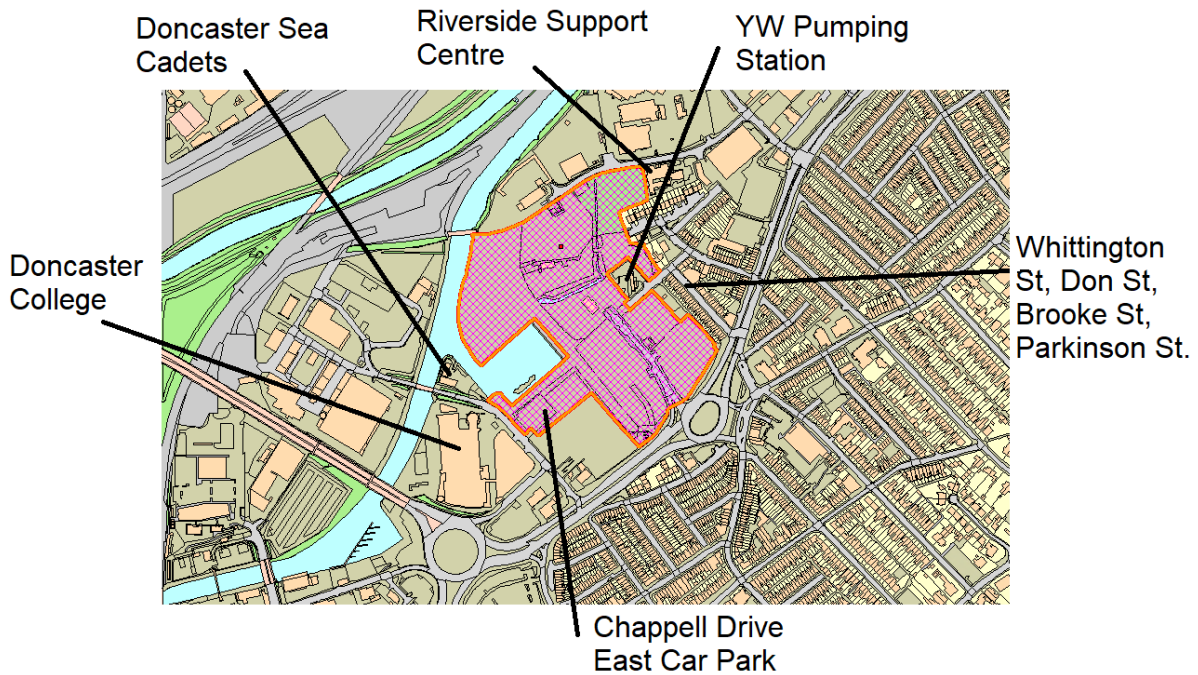 Doncaster Sea
Cadets
Riverside Support
Centre
YW Pumping
Station
Doncaster
College
Whittington
St, Don St,
Brooke St,
Parkinson St.
Chappell Drive
East Car Park